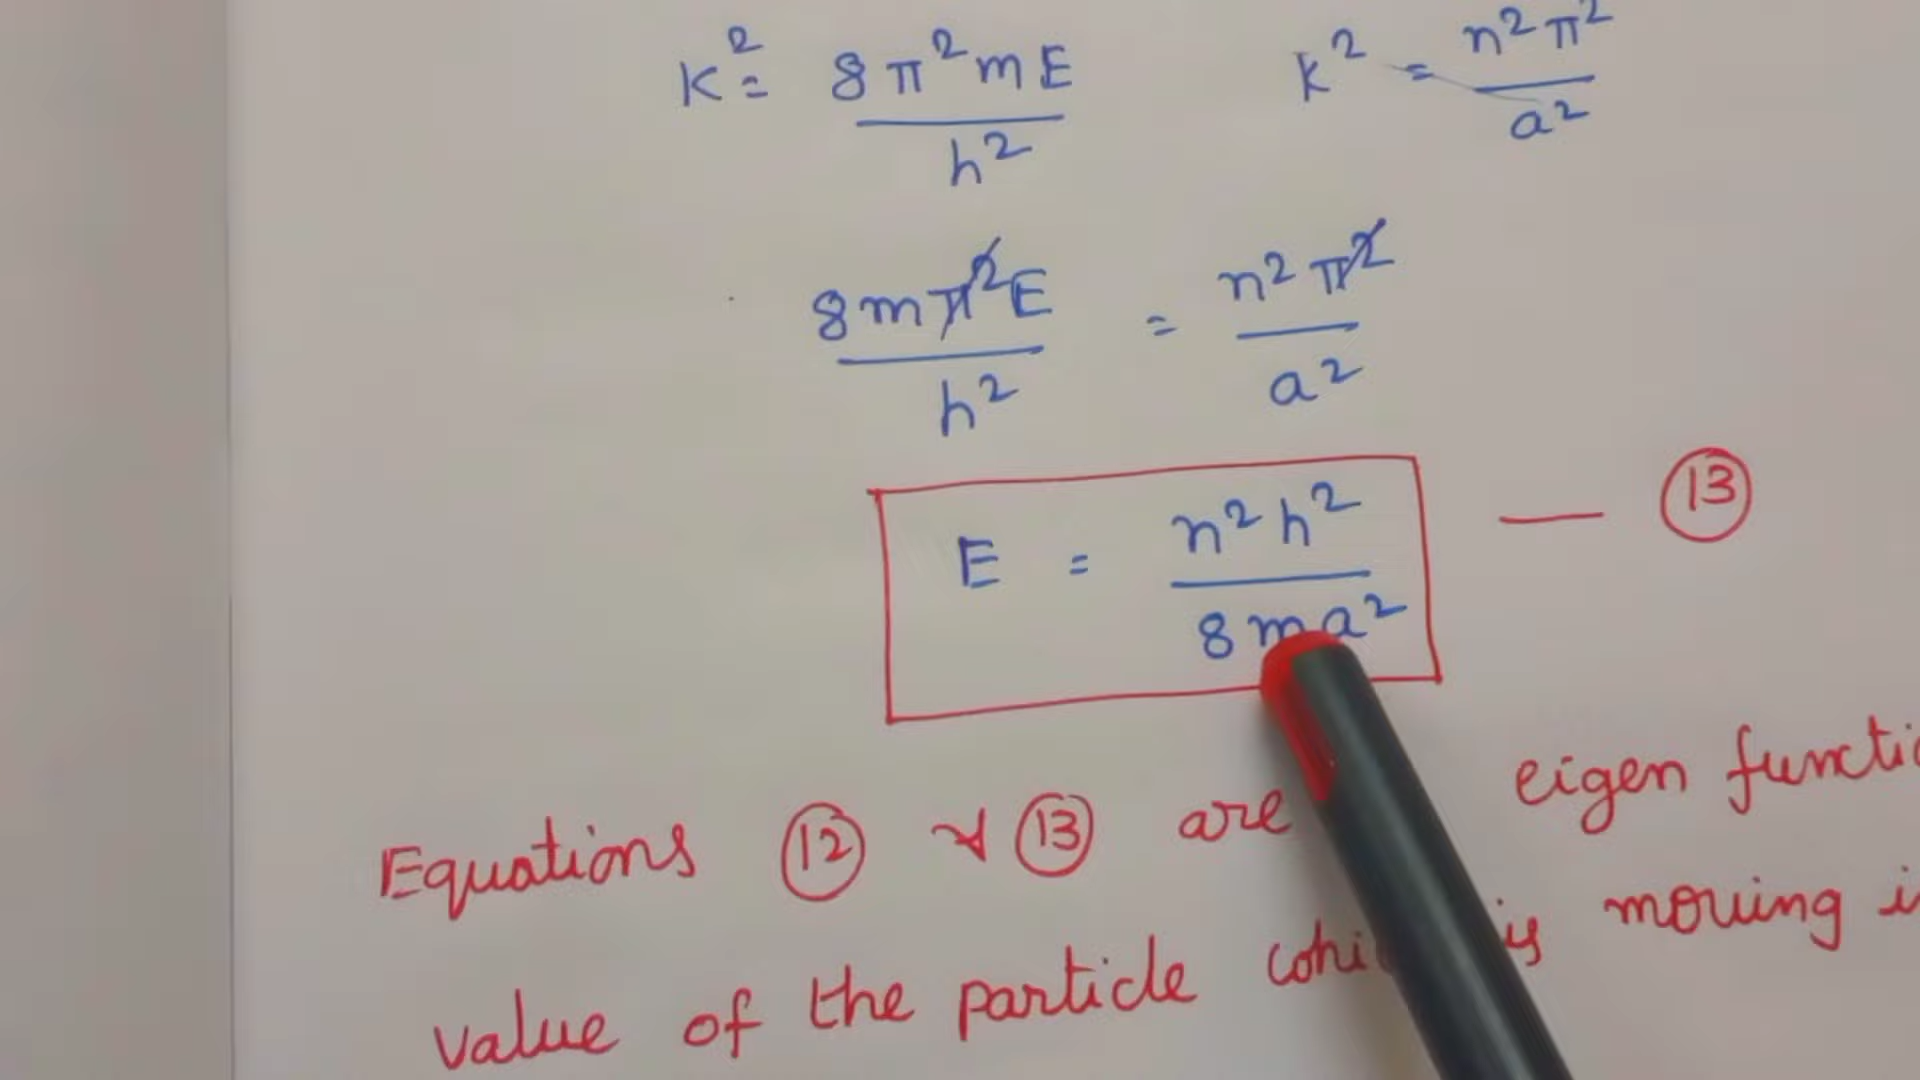 K² = 8π²mE / h²    k² = n²π² / a²
8mπ²E / h² = n²π² / a²
E = n²h² / 8ma² — 13
Equations 12 & 13 are eigen
value of the particle is moving